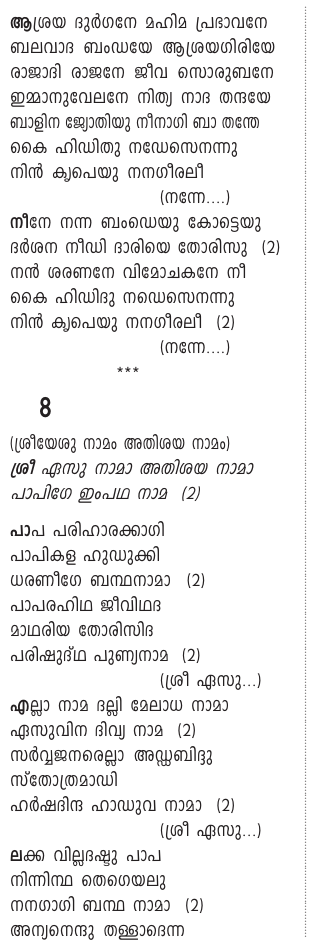 ആശ്രയ ദുർഗനേ മഹിമ പ്രഭാവനേ
ബലവാദ ബംഡയേ ആശ്രയഗിരിയേ
രാജാദി രാജനേ ജീവ സൊരുബനേ
ഇമ്മാനുവേലനേ നിത്യ നാദ തന്ദയേ
ബാളിന ജ്യോതിയു നീനാഗി ബാ തന്തേ
കൈ ഹിഡിതു നഡേസെനന്നു
നിൻ കൃപെയു നനഗീരലീ
(നന്നേ....)
നീനേ നന്ന ബംഡെയു കോട്ടെയു
ദർശന നീഡി ദാരിയെ തോരിസു (2)
നൻ ശരണനേ വിമോചകനേ നീ
കൈ ഹിഡിദു നഡെസെനന്നു
നിൻ കൃപെയു നനഗീരലീ (2)
(നന്നേ....)
***
8
(ശ്രീയേശു നാമം അതിശയ നാമം)
ശ്രീ ഏസു നാമാ അതിശയ നാമാ
പാപിഗേ ഇംപഥ നാമ (2)
പാപ പരിഹാരക്കാഗി
പാപികള ഹുഡുക്കി
ധരണീഗേ ബന്ഥനാമാ (2)
പാപരഹിഥ ജീവിഥദ
മാഥരിയ തോരിസിദ
പരിഷുദ്ഥ പുണ്യനാമ (2)
(ശ്രീ ഏസു...)
എല്ലാ നാമ ദല്ലി മേലാധ നാമാ
ഏസുവിന ദിവ്യ നാമ (2)
സർവ്വജനരെല്ലാ അഡ്ഡബിദ്ദു
സ്തോത്രമാഡി
ഹർഷദിന്ദ ഹാഡുവ നാമാ (2)
(ശ്രീ ഏസു...)
ലക്ക വില്ലദഷ്ടു പാപ
നിന്നിന്ഥ തെഗെയലു
നനഗാഗി ബന്ഥ നാമാ (2)
അന്യനെന്ദു തള്ളാദെന്ന